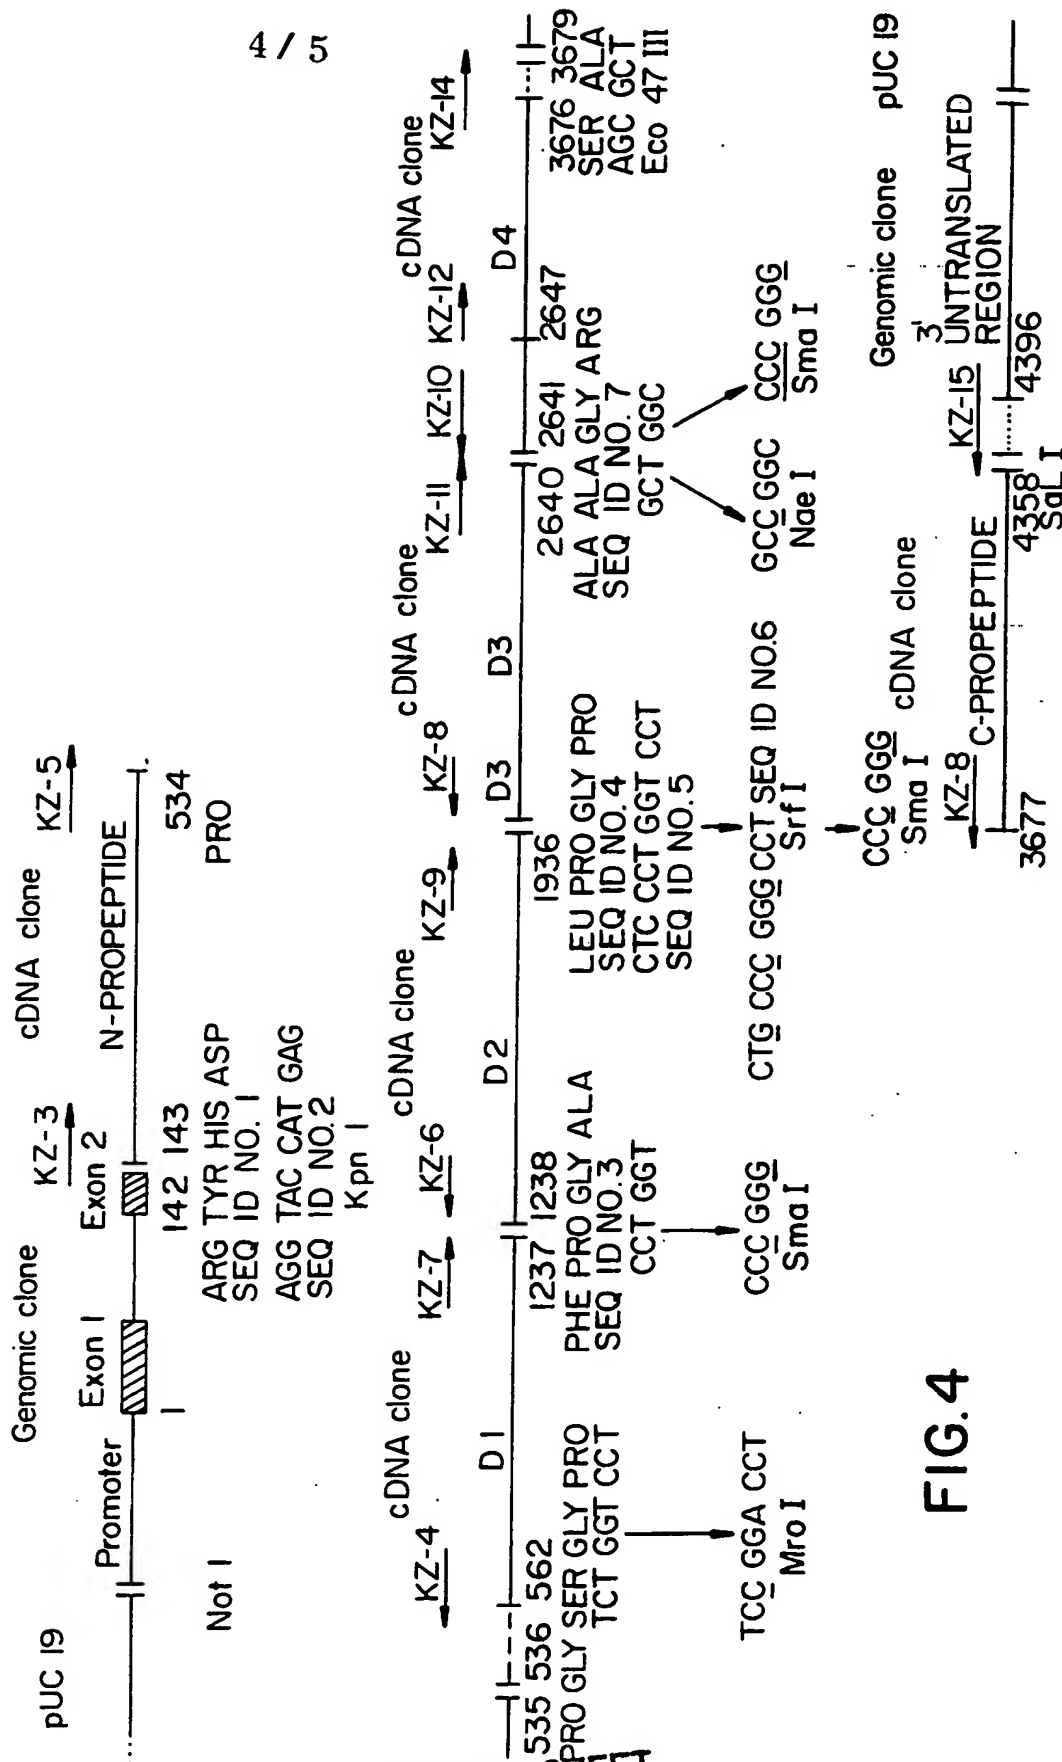 4/5
pUC 19
Genomic clone
cDNA clone
Promoter
Exon 1
Exon 2
KZ-3
N-PROPEPTIDE
KZ-5
Not 1
1
142 143
534
ARG TYR HIS ASP
PRO
SEQ ID NO. 1
AGG TAC CAT GAG
SEQ ID NO. 2
Kpn 1
KZ-4
cDNA clone
KZ-7
KZ-6
cDNA clone
KZ-9
KZ-8
cDNA clone
KZ-11
KZ-10
KZ-12
cDNA clone
KZ-14
D1
D2
D3
D3
D4
535 536 562
1237 1238
1936
2640 2641
2647
3676 3679
PRO GLY SER GLY PRO
TCT GGT CCT
PHE PRO GLY ALA
SEQ ID NO. 3
CCT GGT
LEU PRO GLY PRO
SEQ ID NO. 4
CTC CCT GGT CCT
SEQ ID NO. 5
ALA ALA GLY ARG
SEQ ID NO. 7
GCT GGC
SER ALA
AGC GCT
Eco 47 III
TCC GGA CCT
Mro I
CCC GGG
Sma I
CTG CCC GGG CCT SEQ ID NO.6
Srf I
GCC GGC
Nae I
CCC GGG
Sma I
CCC GGG
Sma I
cDNA clone
Genomic clone
pUC 19
KZ-8
C-PROPEPTIDE
KZ-15
3'
UNTRANSLATED
REGION
3677
4358
4396
SaL I
FIG. 4